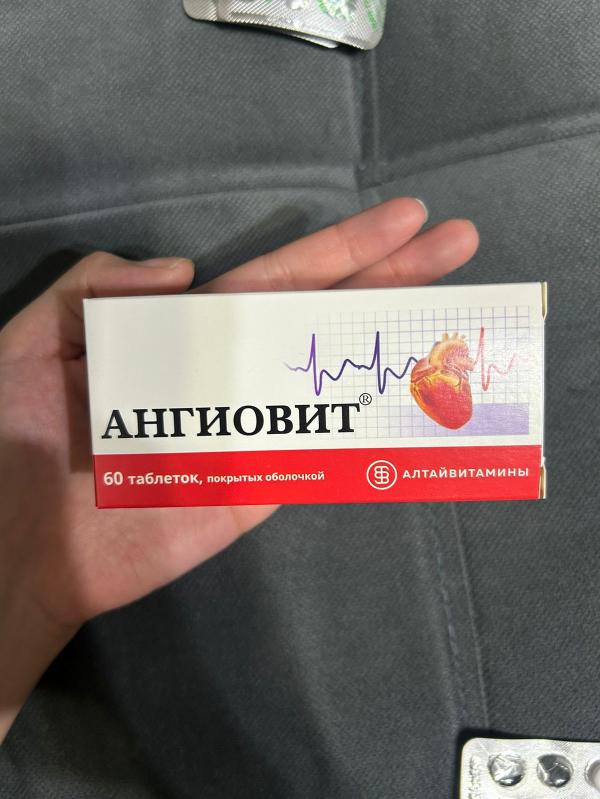 АНГИОВИТ®
60 таблеток, покрытых оболочкой
АЛТАЙВИТАМИНЫ